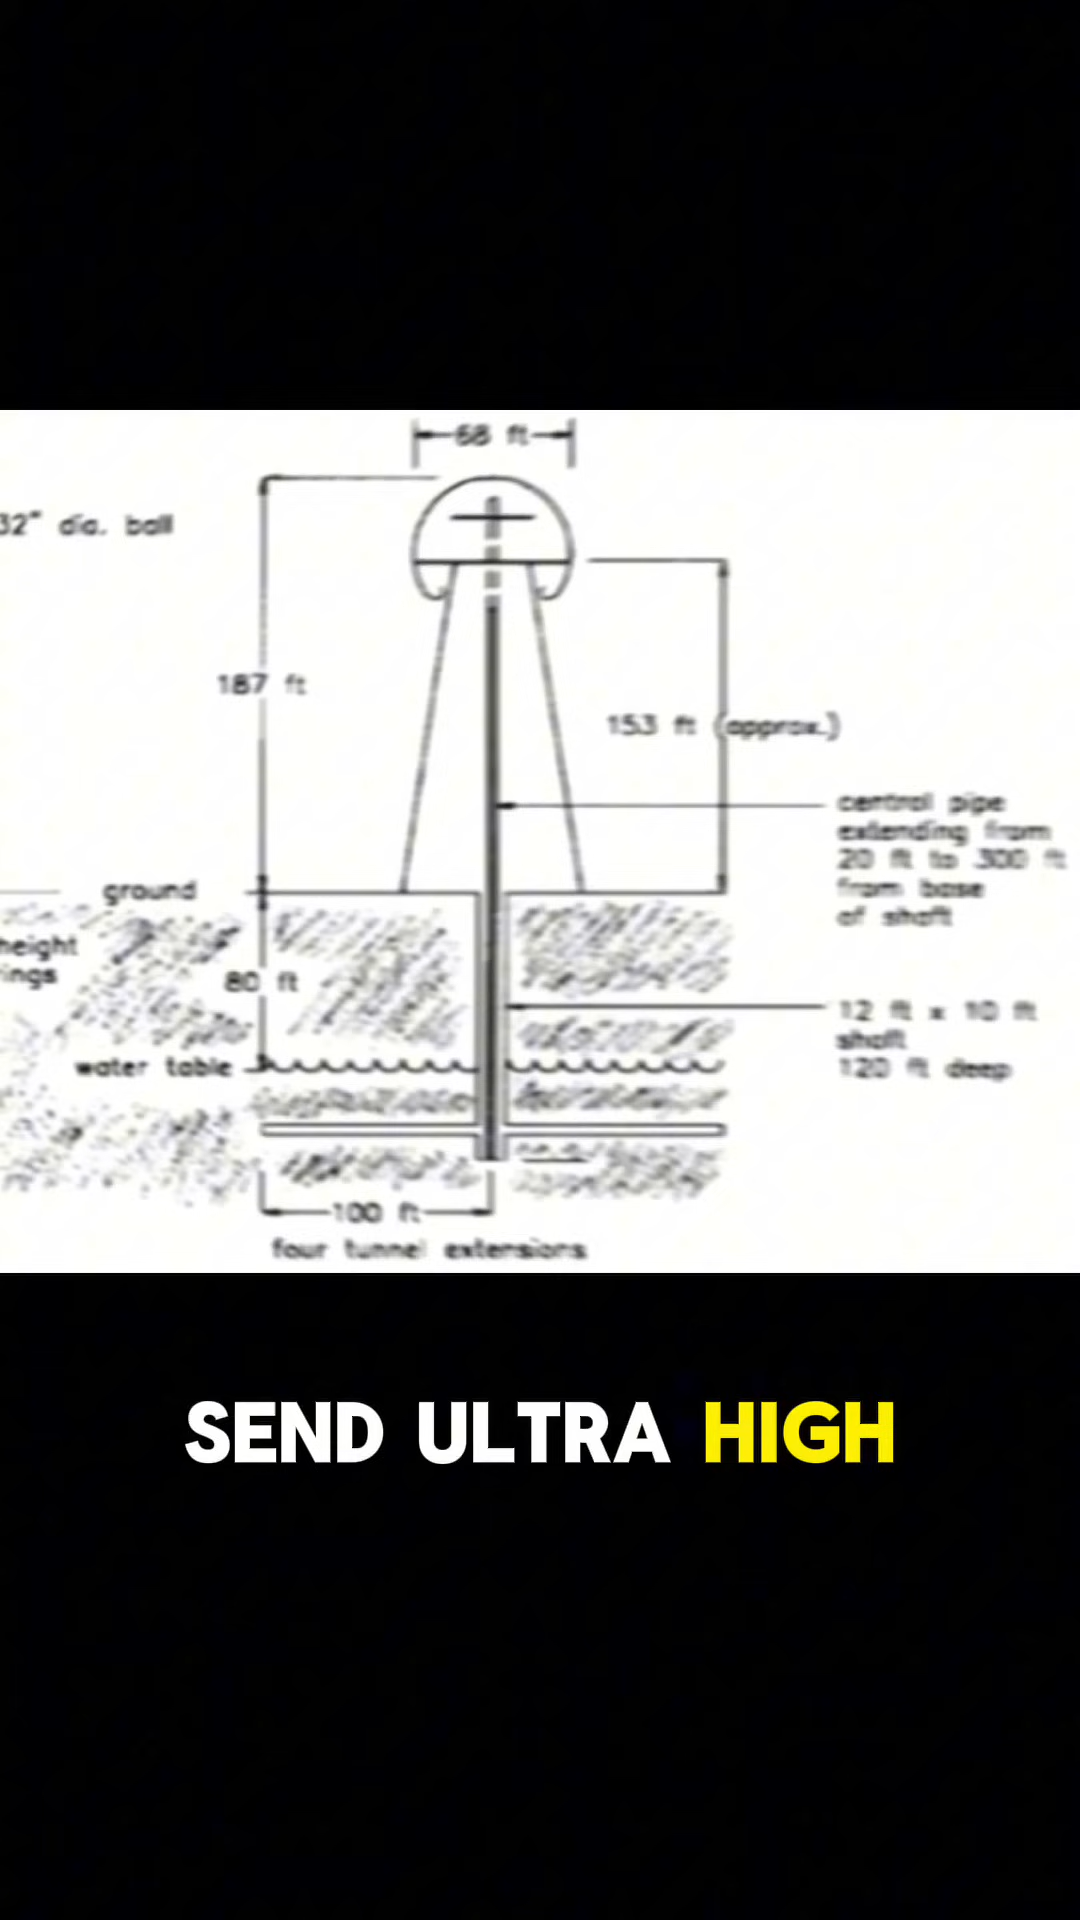 68 ft
32" dia. ball
187 ft
153 ft (approx.)
central pipe
extending from
20 ft to 300 ft
from base
of shaft
ground
height
ings
80 ft
12 ft x 10 ft
shaft
120 ft deep
water table
100 ft
four tunnel extensions
SEND ULTRA HIGH